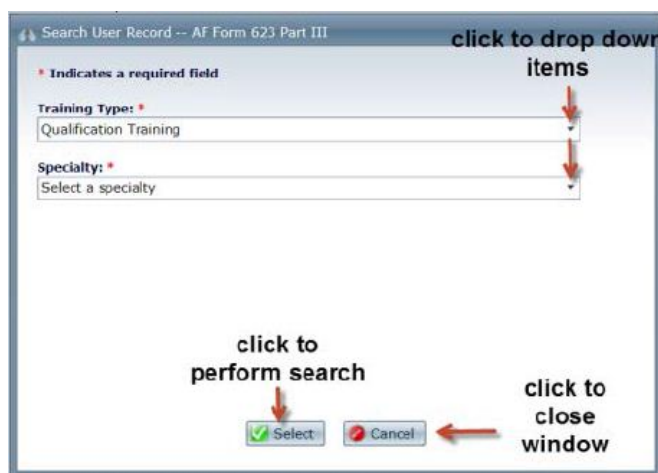 Search User Record -- AF Form 623 Part III
click to drop down
items
* Indicates a required field
Training Type: *
Qualification Training
Specialty: *
Select a specialty
click to
perform search
click to
close
window
Select
Cancel